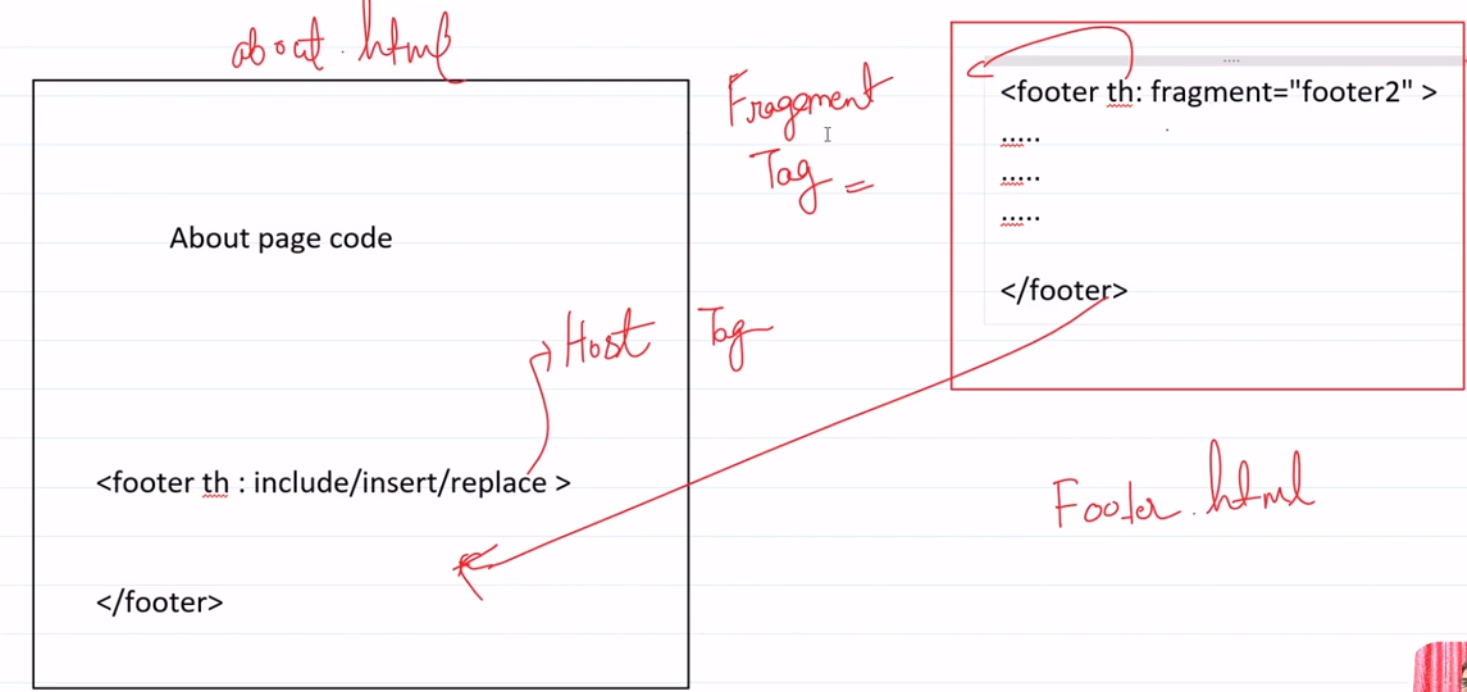 about.html
About page code
Host Tag
<footer th : include/insert/replace >
</footer>
Fragment
Tag =
<footer th: fragment="footer2" >
.....
.....
.....
</footer>
Footer.html